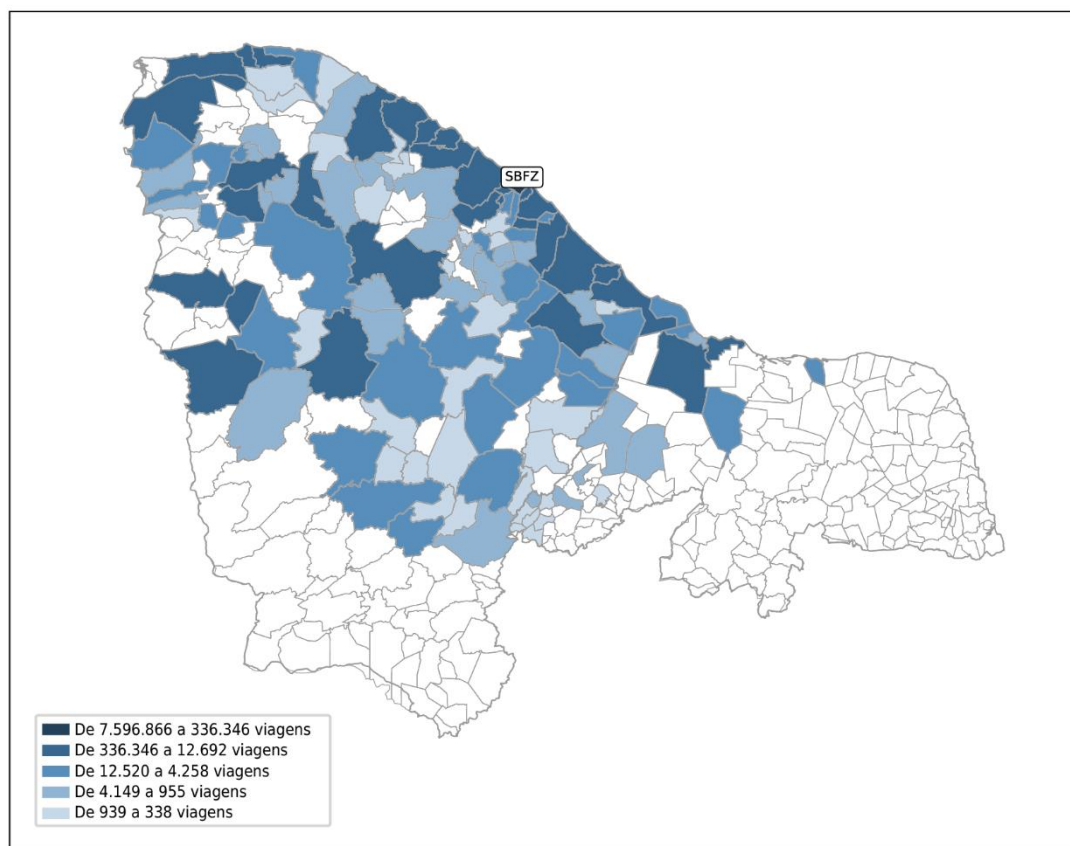 SBFZ
De 7.596.866 a 336.346 viagens
De 336.346 a 12.692 viagens
De 12.520 a 4.258 viagens
De 4.149 a 955 viagens
De 939 a 338 viagens